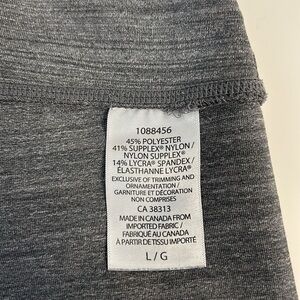 1088456
45% POLYESTER
41% SUPPLEX® NYLON /
NYLON SUPPLEX®
14% LYCRA® SPANDEX /
ÉLASTHANNE LYCRA®
EXCLUSIVE OF TRIMMING AND
ORNAMENTATION /
GARNITURE ET DÉCORATION
NON COMPRISES
CA 38313
MADE IN CANADA FROM
IMPORTED FABRIC /
FABRIQUÉ AU CANADA
À PARTIR DE TISSU IMPORTÉ
L / G